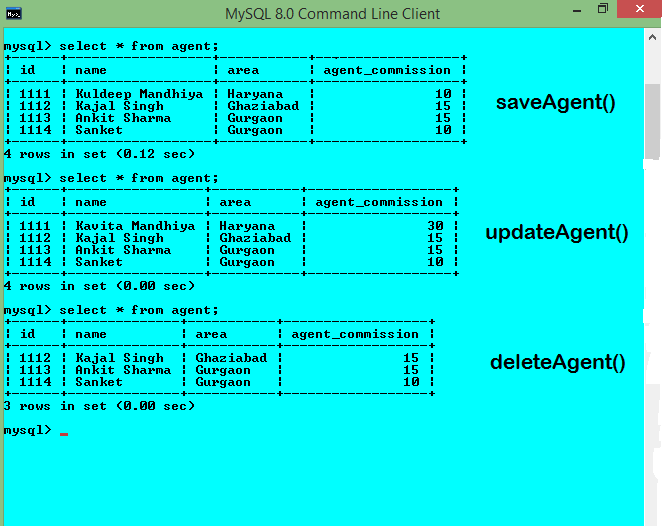 MySQL 8.0 Command Line Client
mysql> select * from agent;
+------+------------------+-----------+------------------+
| id   | name             | area      | agent_commission |
+------+------------------+-----------+------------------+
| 1111 | Kuldeep Mandhiya | Haryana   |               10 |
| 1112 | Kajal Singh      | Ghaziabad |               15 |
| 1113 | Ankit Sharma     | Gurgaon   |               15 |
| 1114 | Sanket           | Gurgaon   |               10 |
+------+------------------+-----------+------------------+
saveAgent()
4 rows in set (0.12 sec)
mysql> select * from agent;
+------+-----------------+-----------+------------------+
| id   | name            | area      | agent_commission |
+------+-----------------+-----------+------------------+
| 1111 | Kavita Mandhiya | Haryana   |               30 |
| 1112 | Kajal Singh     | Ghaziabad |               15 |
| 1113 | Ankit Sharma    | Gurgaon   |               15 |
| 1114 | Sanket          | Gurgaon   |               10 |
+------+-----------------+-----------+------------------+
updateAgent()
4 rows in set (0.00 sec)
mysql> select * from agent;
+------+--------------+-----------+------------------+
| id   | name         | area      | agent_commission |
+------+--------------+-----------+------------------+
| 1112 | Kajal Singh  | Ghaziabad |               15 |
| 1113 | Ankit Sharma | Gurgaon   |               15 |
| 1114 | Sanket       | Gurgaon   |               10 |
+------+--------------+-----------+------------------+
deleteAgent()
3 rows in set (0.00 sec)
mysql> _